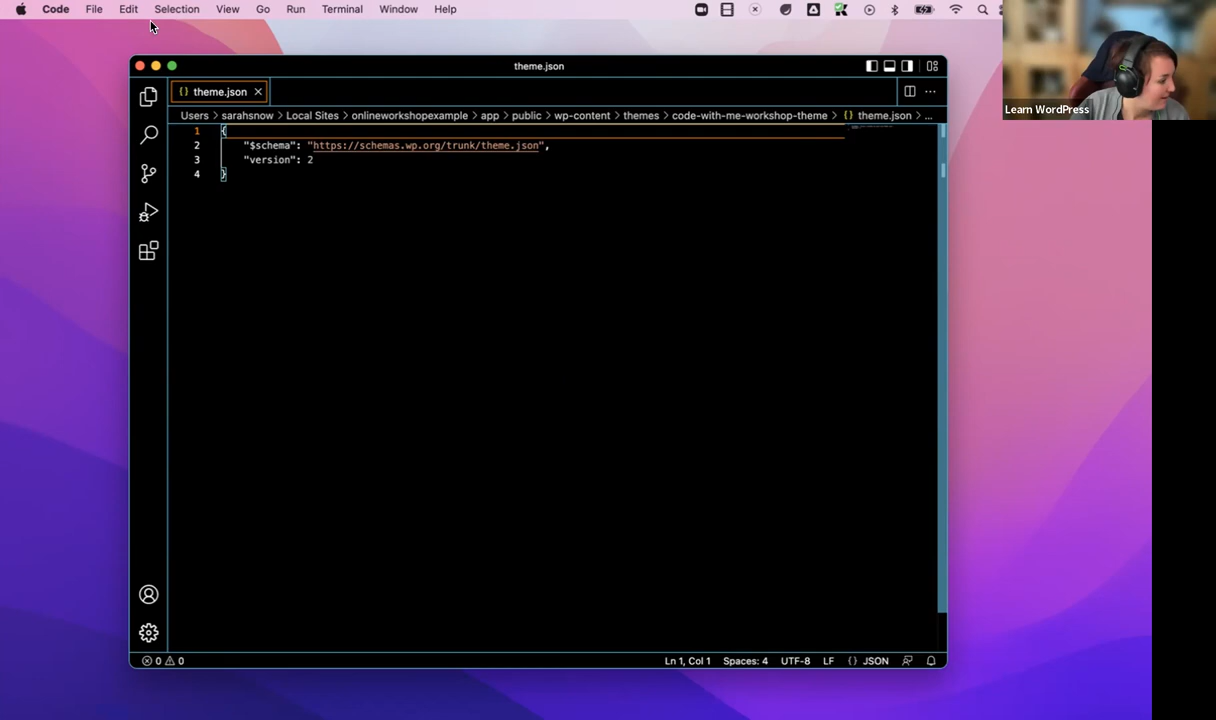 Code File Edit Selection View Go Run Terminal Window Help
Learn WordPress
theme.json
{} theme.json
Users > sarahsnow > Local Sites > onlineworkshopexample > app > public > wp-content > themes > code-with-me-workshop-theme > {} theme.json > ...
1 {
2 "$schema": "https://schemas.wp.org/trunk/theme.json",
3 "version": 2
4 }
0 0 Ln 1, Col 1 Spaces: 4 UTF-8 LF {} JSON